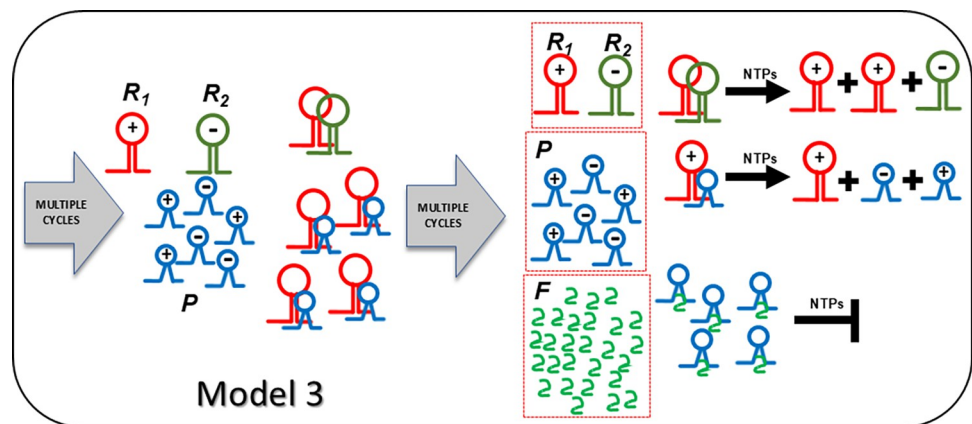 R1 R2
+ -
MULTIPLE
CYCLES
+ - +
+ - -
P
Model 3
MULTIPLE
CYCLES
R1 R2
+ -
NTPs
+ + + + -
P
+ - +
+ - -
+
NTPs
+ + - + +
F
NTPs